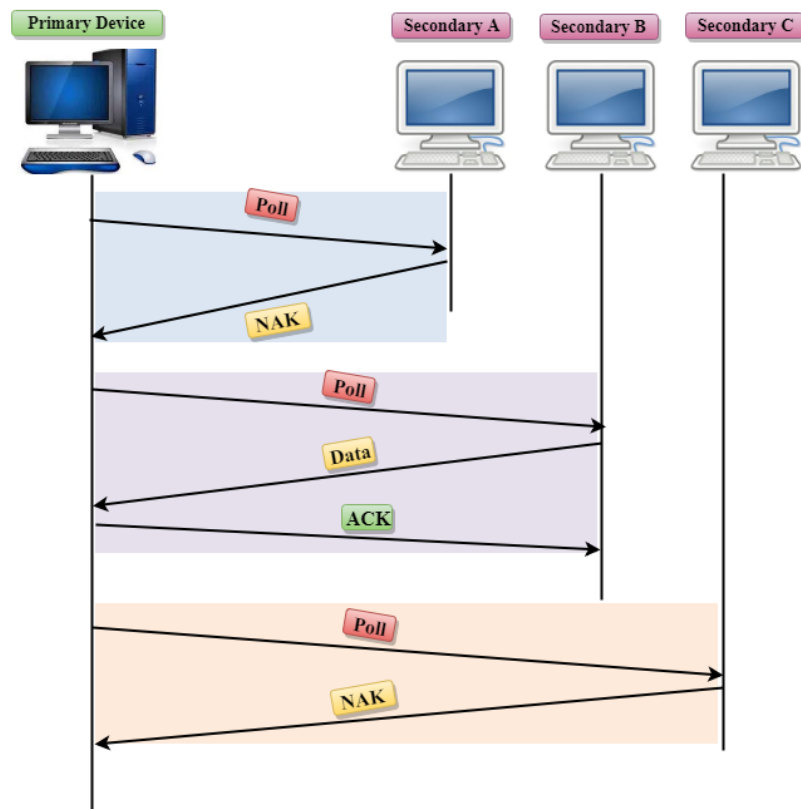 Primary Device
Secondary A
Secondary B
Secondary C
Poll
NAK
Poll
Data
ACK
Poll
NAK